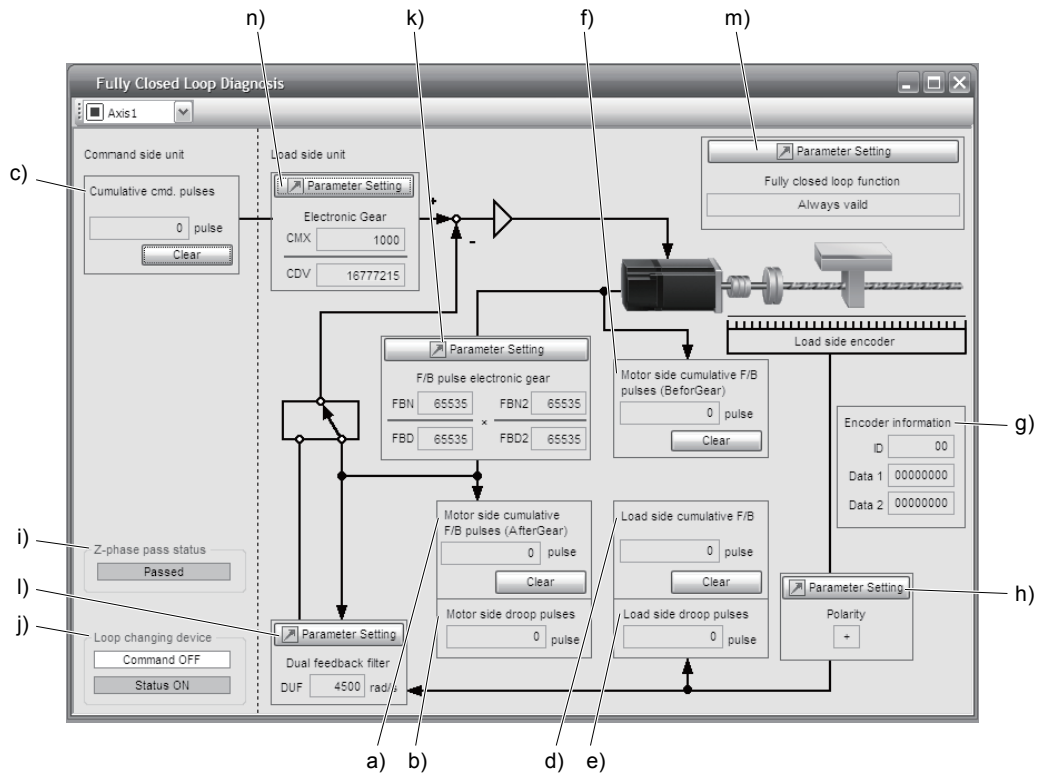 n)
k)
f)
m)
Fully Closed Loop Diagnosis
Axis1
c)
Command side unit
Cumulative cmd. pulses
0 pulse
Clear
Load side unit
Parameter Setting
Electronic Gear
CMX 1000
CDV 16777215
+
-
Parameter Setting
Fully closed loop function
Always vaild
Load side encoder
Parameter Setting
F/B pulse electronic gear
FBN 65535 FBN2 65535
×
FBD 65535 FBD2 65535
Motor side cumulative F/B
pulses (BeforGear)
0 pulse
Clear
Encoder information
ID 00
Data 1 00000000
Data 2 00000000
g)
Motor side cumulative
F/B pulses (AfterGear)
0 pulse
Clear
Motor side droop pulses
0 pulse
Load side cumulative F/B
0 pulse
Clear
Load side droop pulses
0 pulse
Parameter Setting
Polarity
+
h)
i)
Z-phase pass status
Passed
l)
j)
Loop changing device
Command OFF
Status ON
Parameter Setting
Dual feedback filter
DUF 4500 rad/s
a)
b)
d)
e)